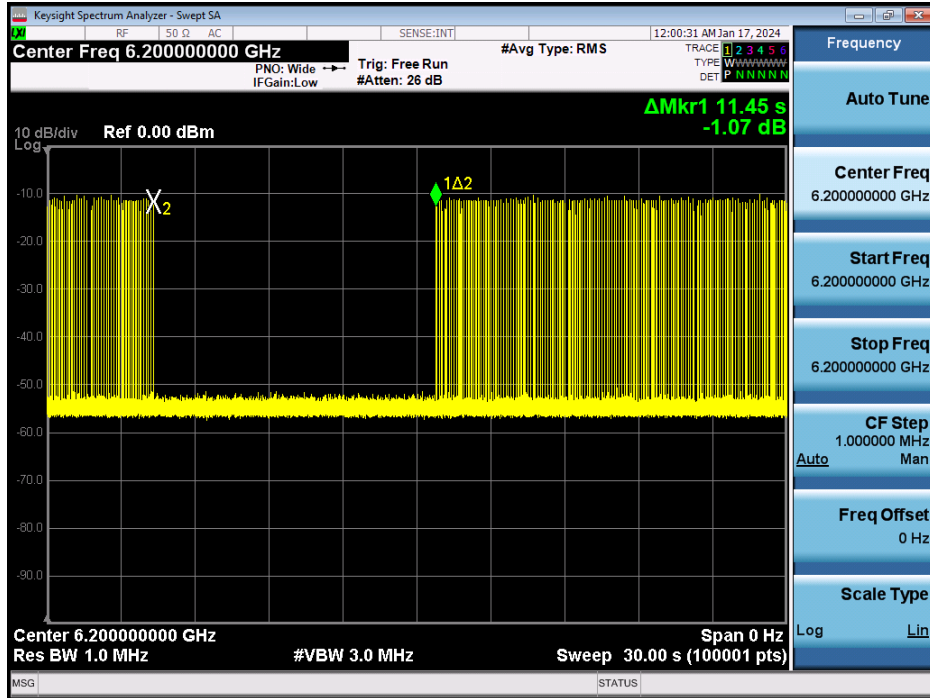 Keysight Spectrum Analyzer - Swept SA
LXI RF 50 Ω AC SENSE:INT 12:00:31 AM Jan 17, 2024
Center Freq 6.200000000 GHz
#Avg Type: RMS
TRACE 1 2 3 4 5 6
PNO: Wide
Trig: Free Run
TYPE WWWWWW
IFGain:Low
#Atten: 26 dB
DET P N N N N N
ΔMkr1 11.45 s
-1.07 dB
10 dB/div Ref 0.00 dBm
Log
1Δ2
X2
-10.0
-20.0
-30.0
-40.0
-50.0
-60.0
-70.0
-80.0
-90.0
Center 6.200000000 GHz Span 0 Hz
Res BW 1.0 MHz #VBW 3.0 MHz Sweep 30.00 s (100001 pts)
MSG STATUS
Frequency
Auto Tune
Center Freq
6.200000000 GHz
Start Freq
6.200000000 GHz
Stop Freq
6.200000000 GHz
CF Step
1.000000 MHz
Auto Man
Freq Offset
0 Hz
Scale Type
Log Lin